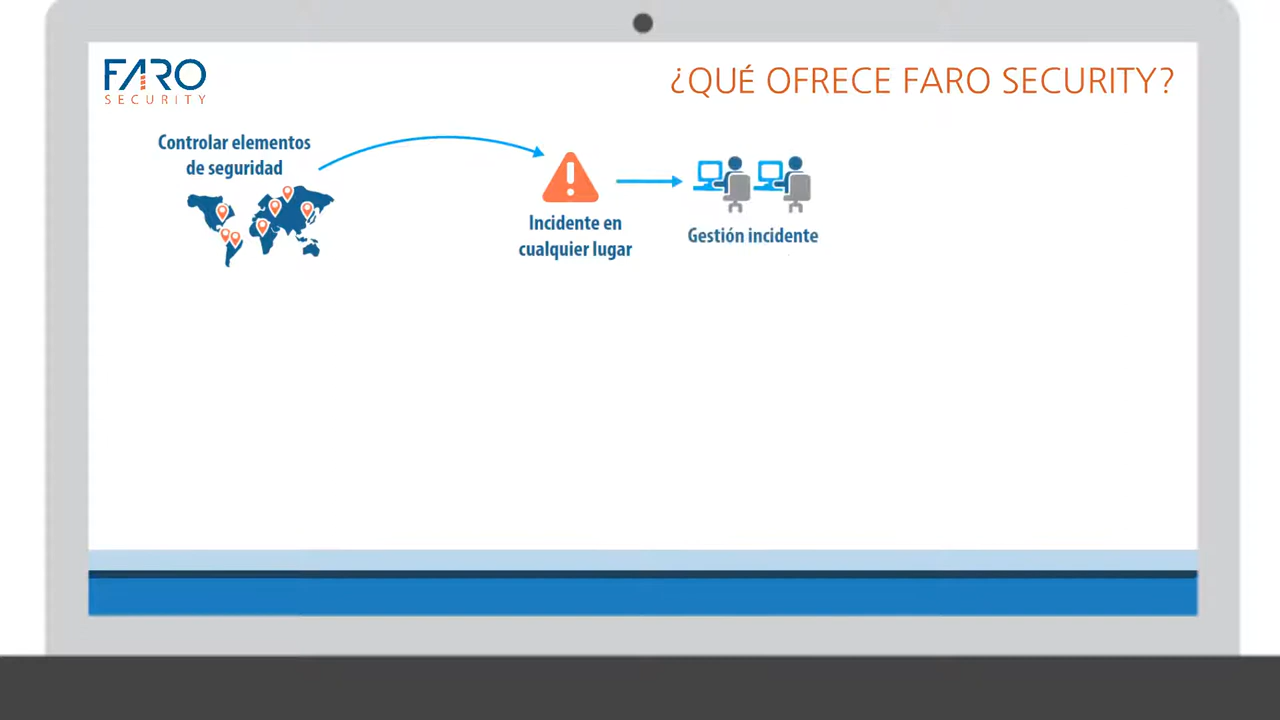 FARO
SECURITY
¿QUÉ OFRECE FARO SECURITY?
Controlar elementos
de seguridad
Incidente en
cualquier lugar
Gestión incidente